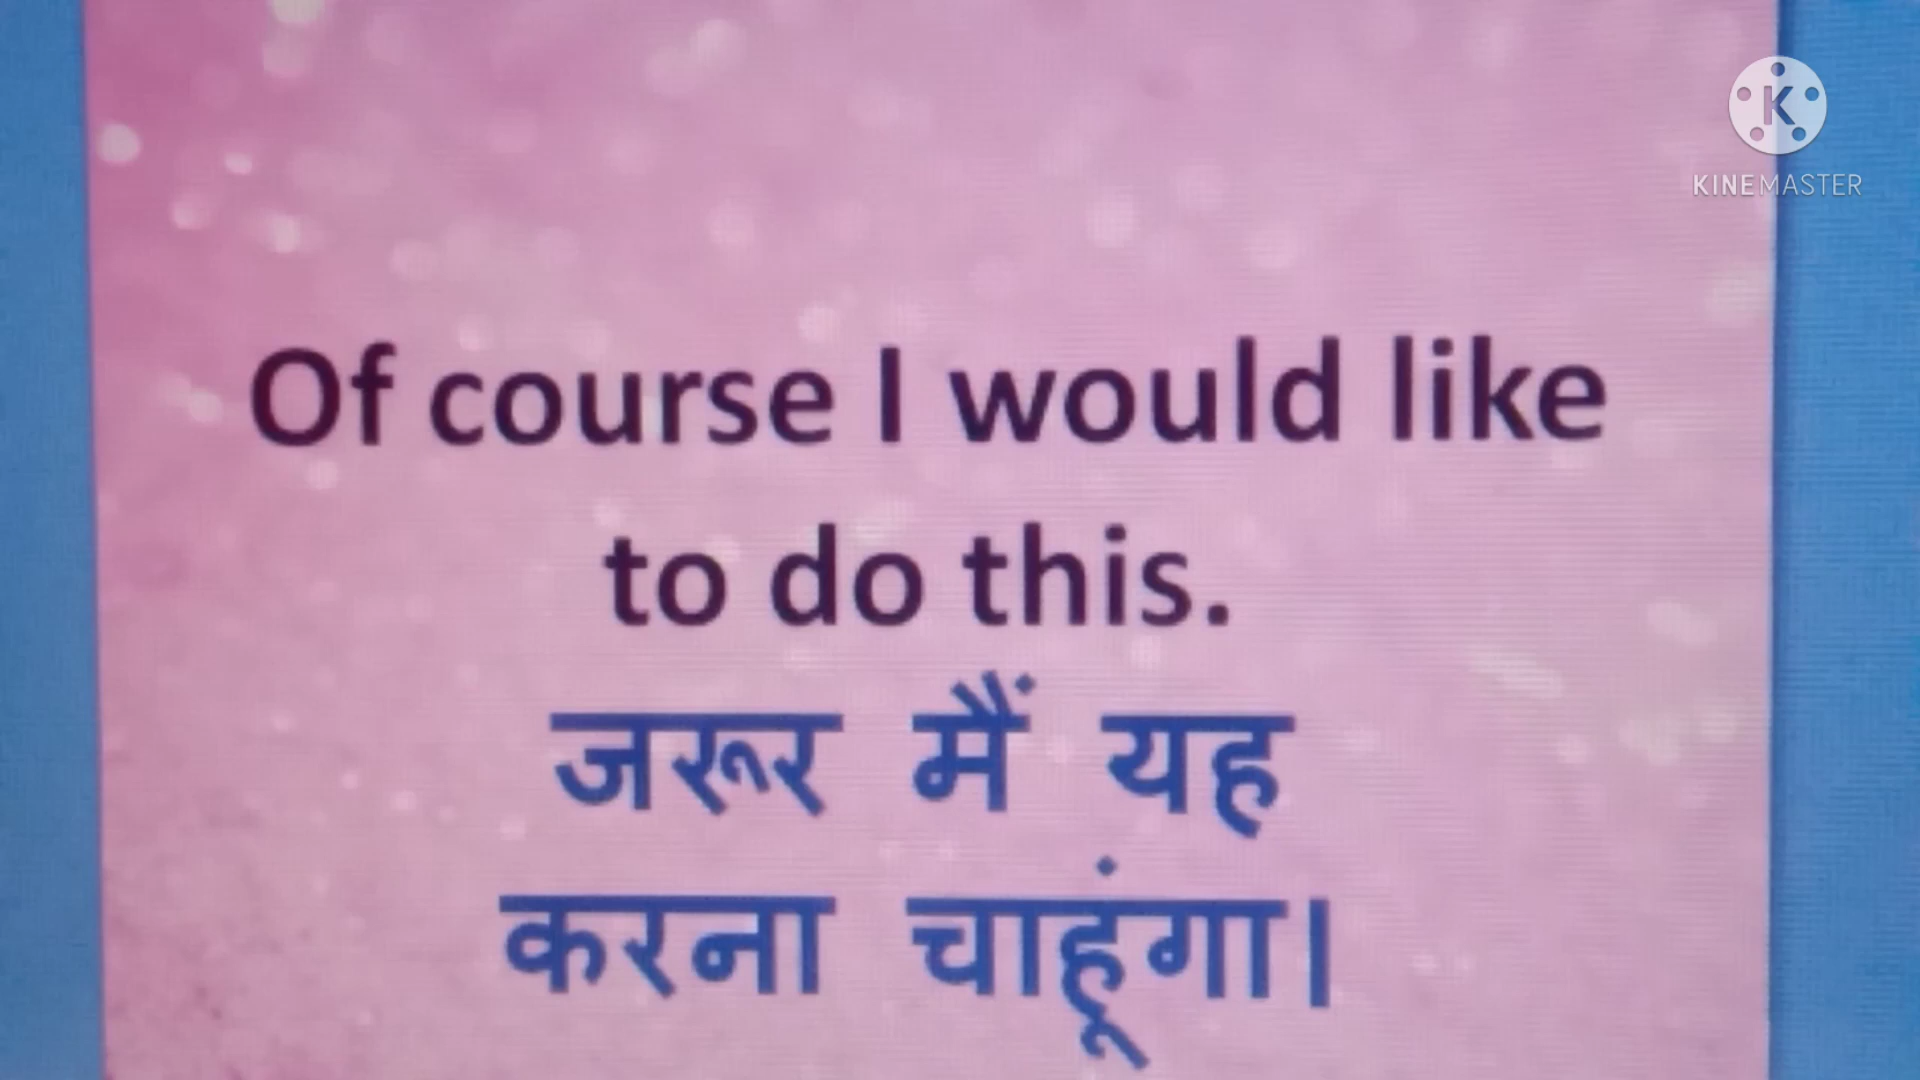 KINEMASTER
Of course I would like
to do this.
जरूर मैं यह
करना चाहूंगा।